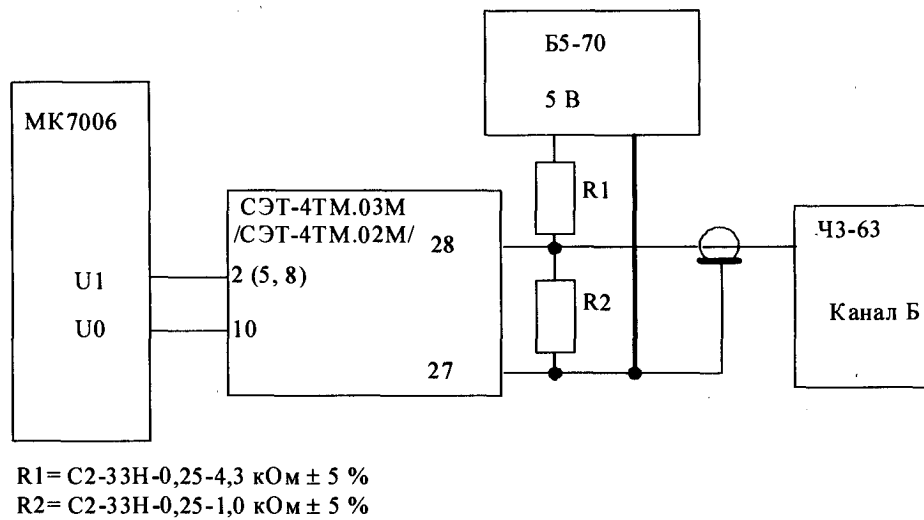 Б5-70
5 В
МК7006
R1
СЭТ-4ТМ.03М
/СЭТ-4ТМ.02М/
28
Ч3-63
U1
2 (5, 8)
R2
Канал Б
U0
10
27
R1= С2-33Н-0,25-4,3 кОм ± 5 %
R2= С2-33Н-0,25-1,0 кОм ± 5 %